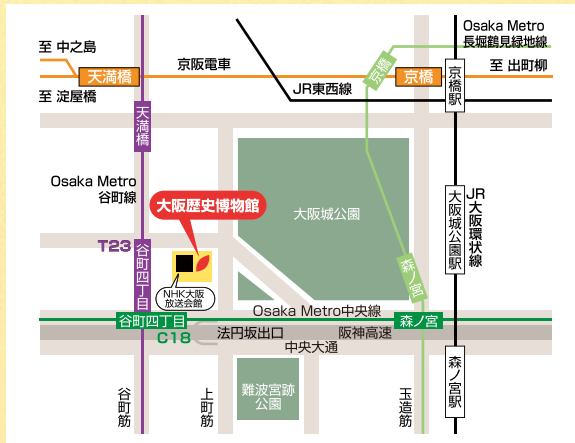 Osaka Metro
長堀鶴見緑地線
至 中之島
京阪電車
京橋
天満橋
京橋
至 出町柳
至 淀屋橋
JR東西線
京橋駅
天満橋
Osaka Metro
谷町線
大阪歴史博物館
大阪城公園
大阪城公園駅
JR大阪環状線
T23
谷町四丁目
森ノ宮
NHK大阪
放送会館
Osaka Metro中央線
谷町四丁目
森ノ宮
C18
法円坂出口
阪神高速
中央大通
森ノ宮駅
難波宮跡
公園
谷町筋
上町筋
玉造筋